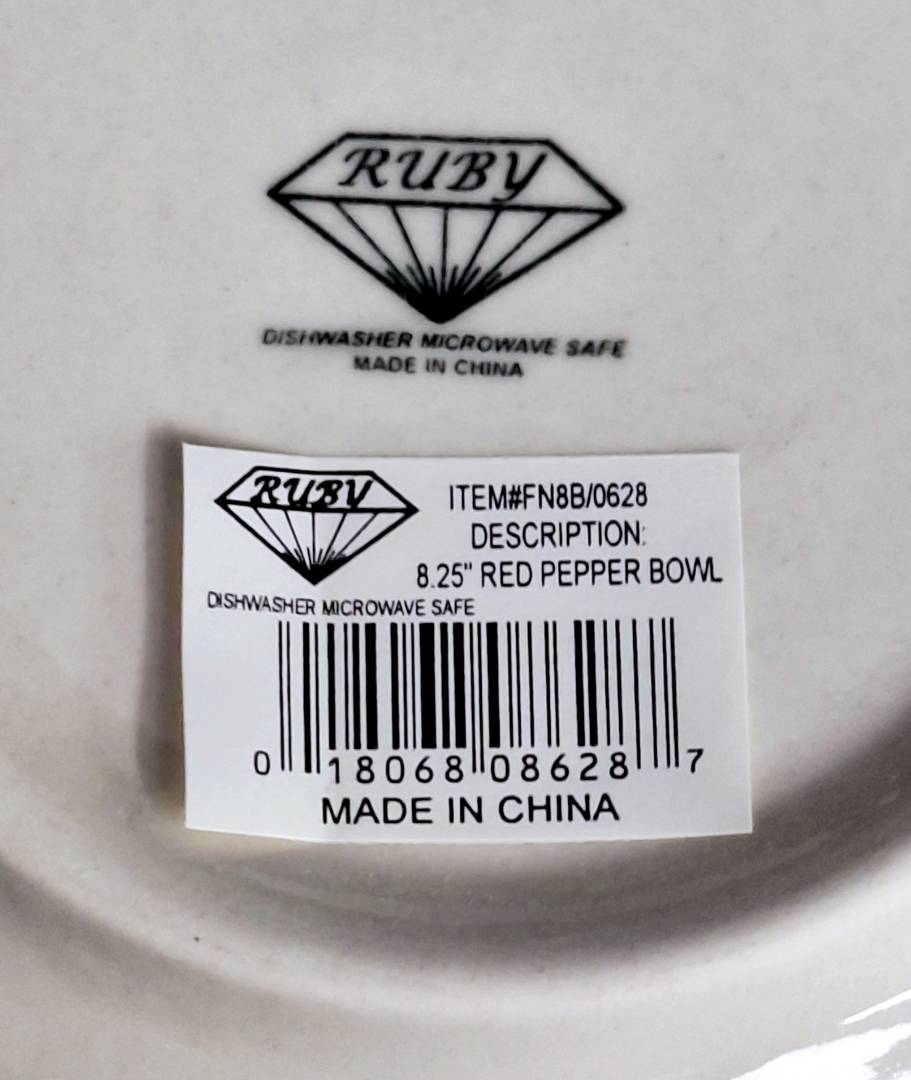 RUBY
DISHWASHER MICROWAVE SAFE
MADE IN CHINA
RUBY
ITEM#FN8B/0628
DESCRIPTION:
8.25" RED PEPPER BOWL
DISHWASHER MICROWAVE SAFE
0 18068 08628 7
MADE IN CHINA